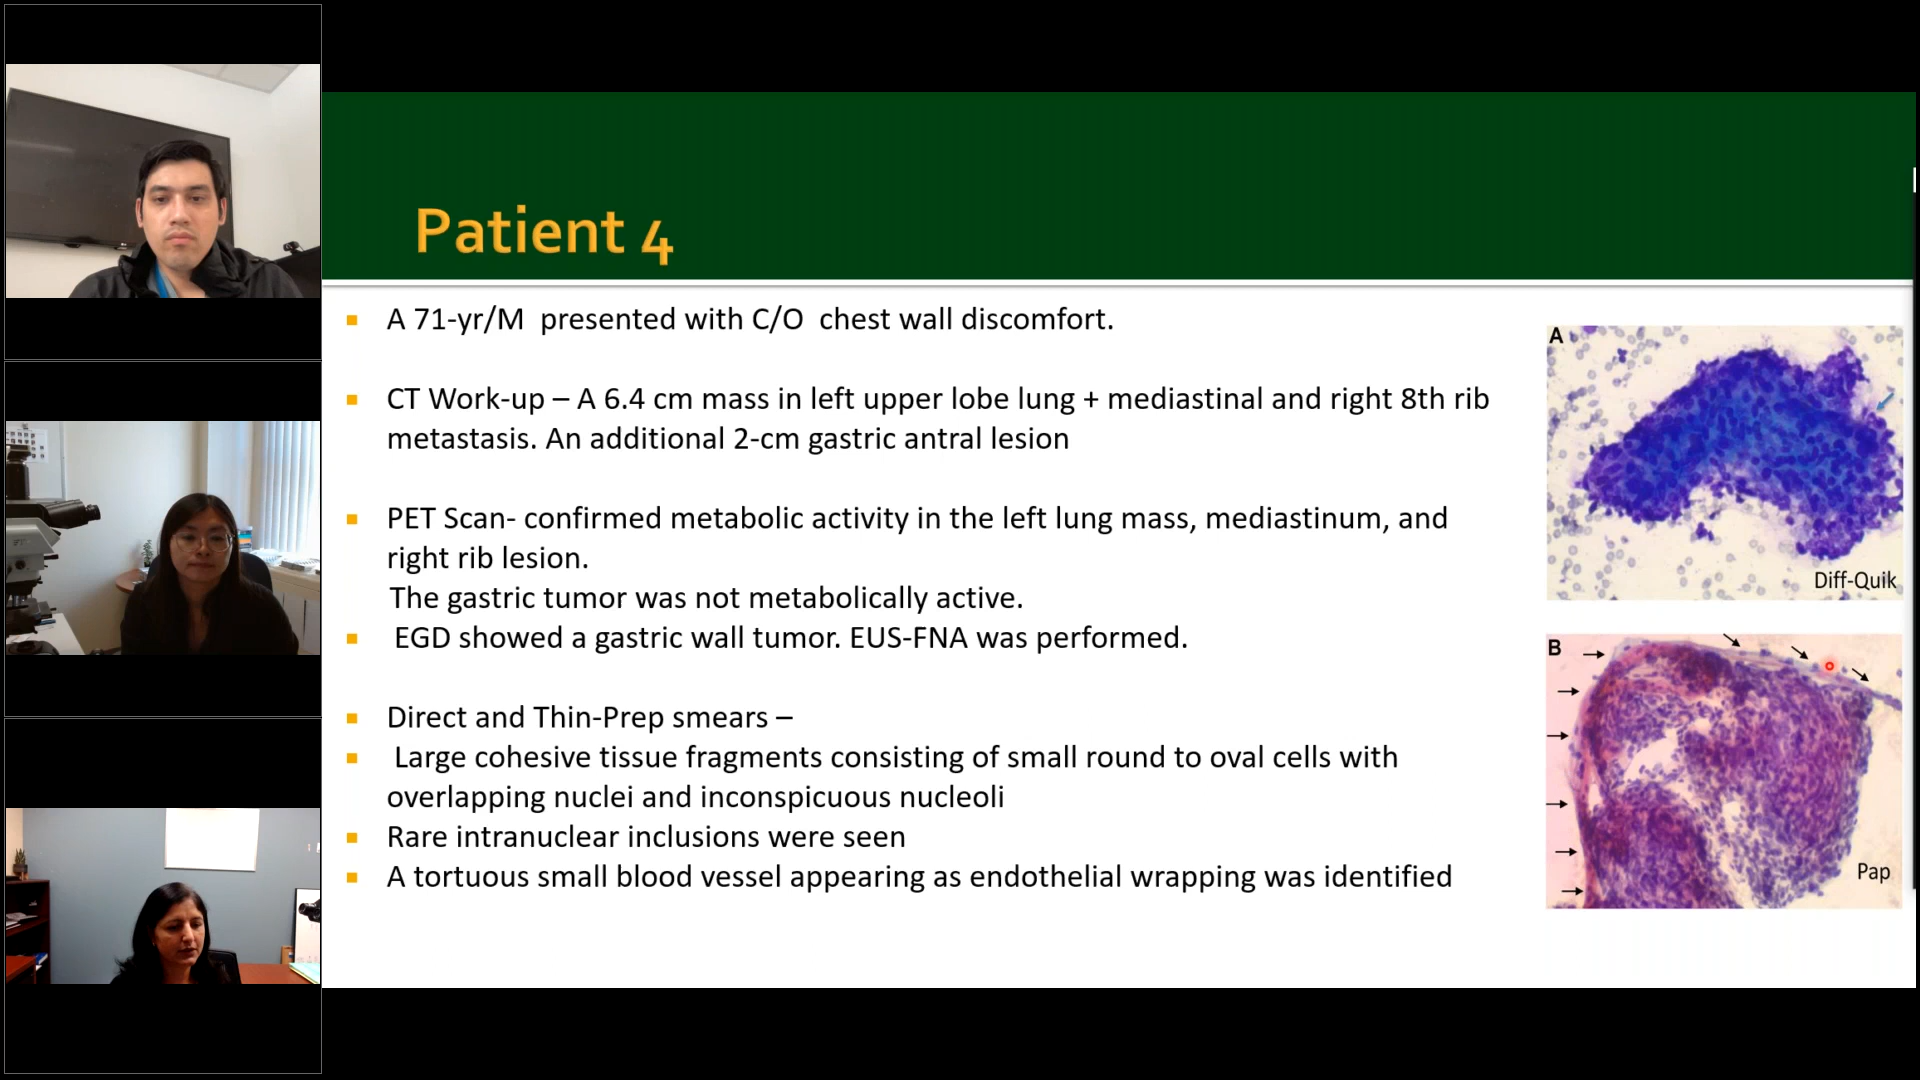 Patient 4
A 71-yr/M presented with C/O chest wall discomfort.
CT Work-up – A 6.4 cm mass in left upper lobe lung + mediastinal and right 8th rib
metastasis. An additional 2-cm gastric antral lesion
PET Scan- confirmed metabolic activity in the left lung mass, mediastinum, and
right rib lesion.
The gastric tumor was not metabolically active.
EGD showed a gastric wall tumor. EUS-FNA was performed.
Direct and Thin-Prep smears –
Large cohesive tissue fragments consisting of small round to oval cells with
overlapping nuclei and inconspicuous nucleoli
Rare intranuclear inclusions were seen
A tortuous small blood vessel appearing as endothelial wrapping was identified
A
Diff-Quik
B
Pap